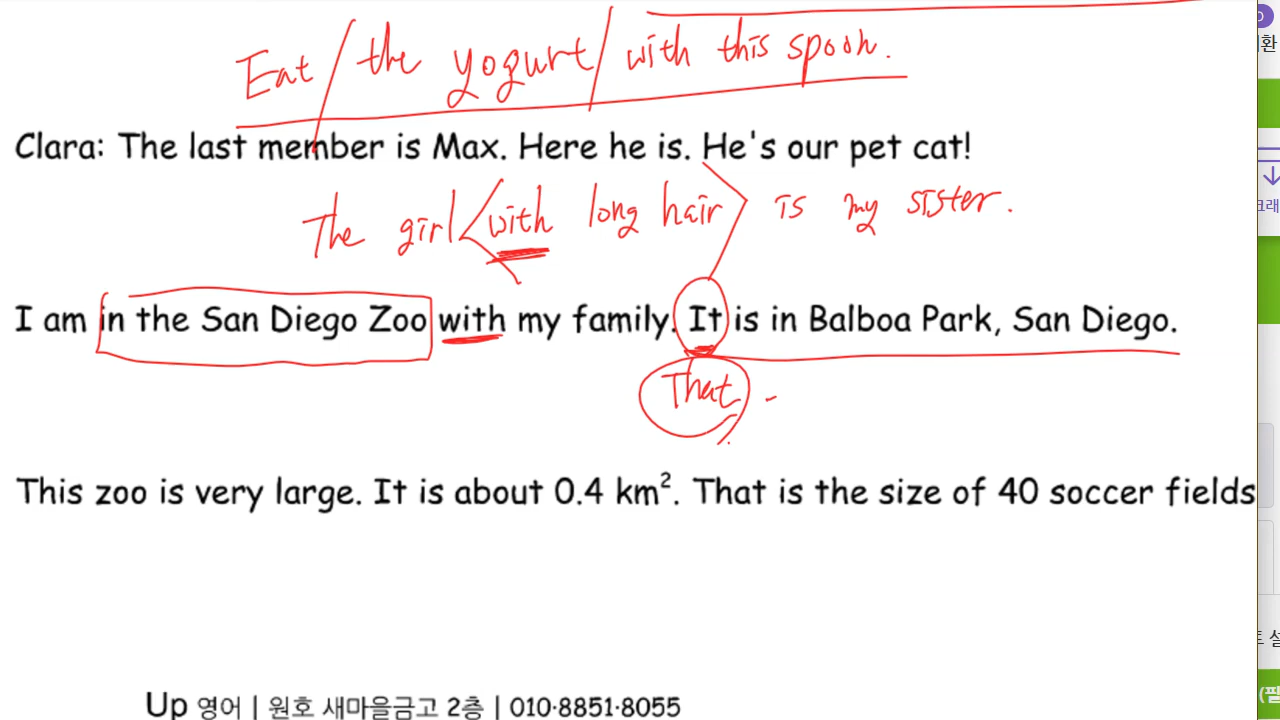 Eat / the yogurt / with this spoon.
Clara: The last member is Max. Here he is. He's our pet cat!
The girl <with long hair> is my sister.
I am in the San Diego Zoo with my family. It is in Balboa Park, San Diego.
That
This zoo is very large. It is about 0.4 km². That is the size of 40 soccer fields
Up 영어 | 원호 새마을금고 2층 | 010·8851·8055